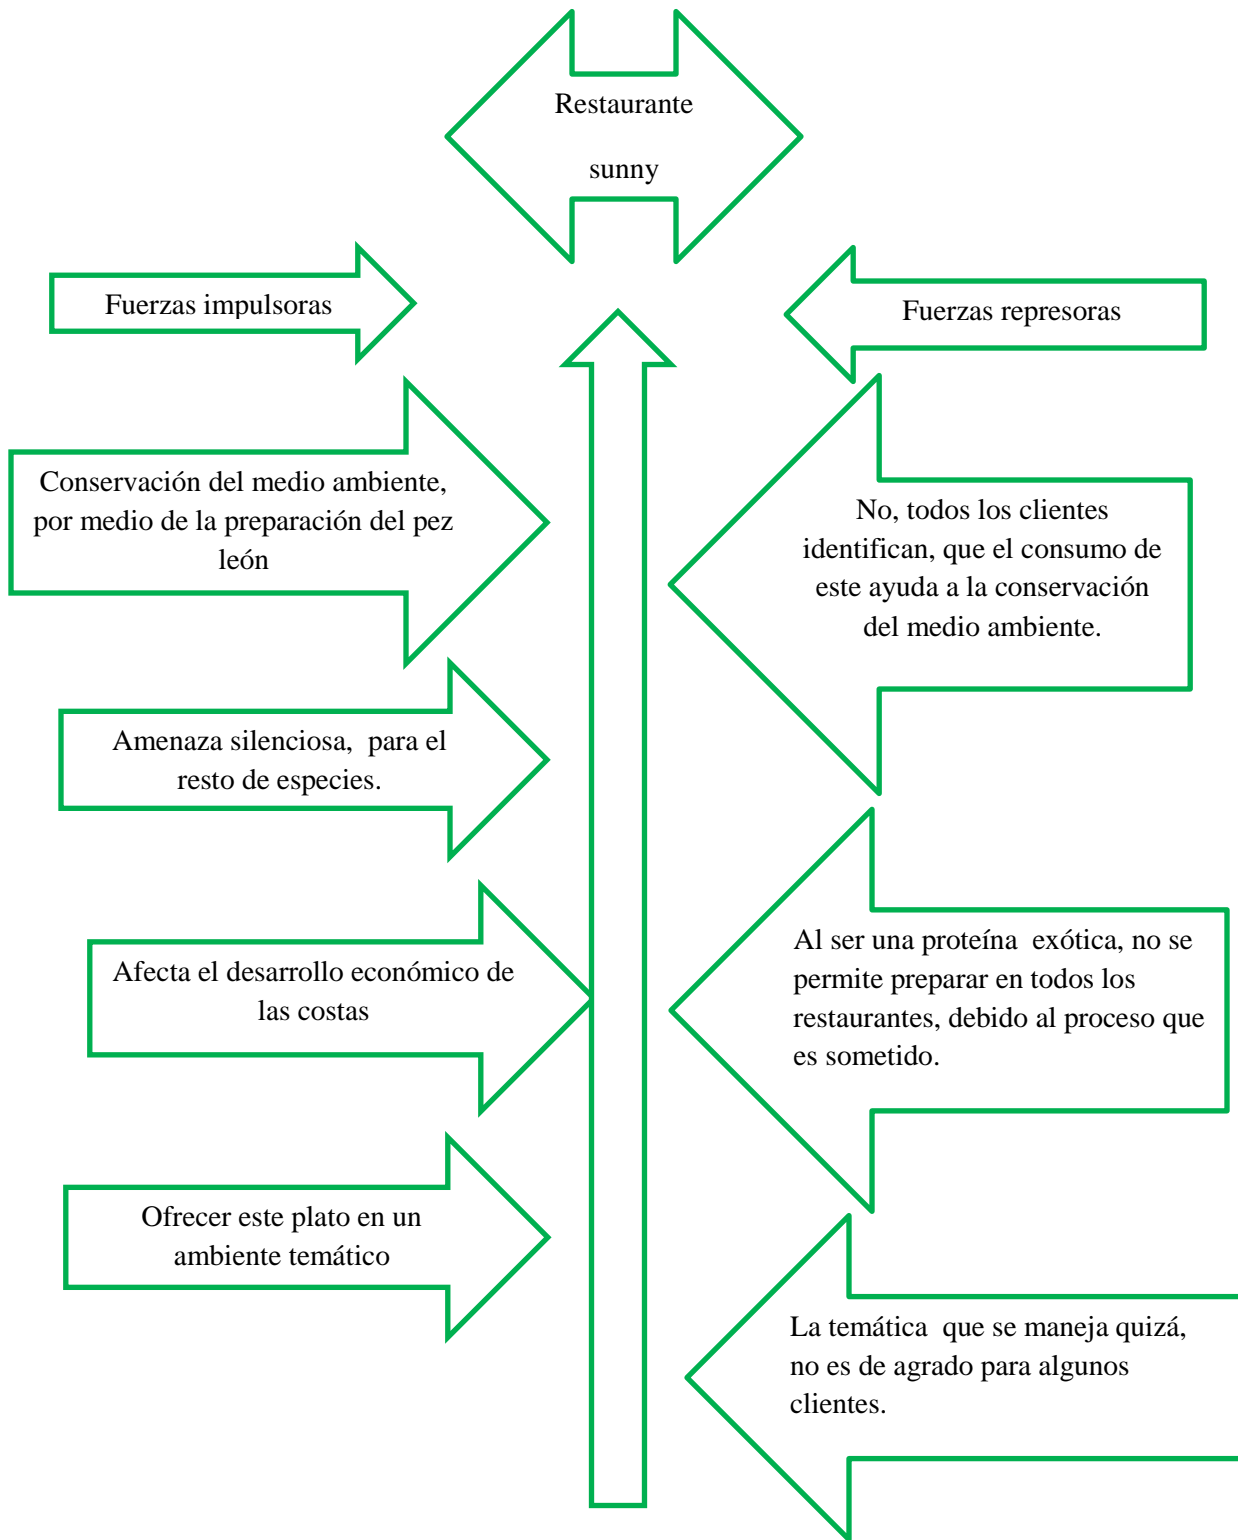 Restaurante
sunny
Fuerzas impulsoras
Fuerzas represoras
Conservación del medio ambiente,
por medio de la preparación del pez
león
No, todos los clientes
identifican, que el consumo de
este ayuda a la conservación
del medio ambiente.
Amenaza silenciosa,  para el
resto de especies.
Afecta el desarrollo económico de
las costas
Al ser una proteína  exótica, no se
permite preparar en todos los
restaurantes, debido al proceso que
es sometido.
Ofrecer este plato en un
ambiente temático
La temática  que se maneja quizá,
no es de agrado para algunos
clientes.